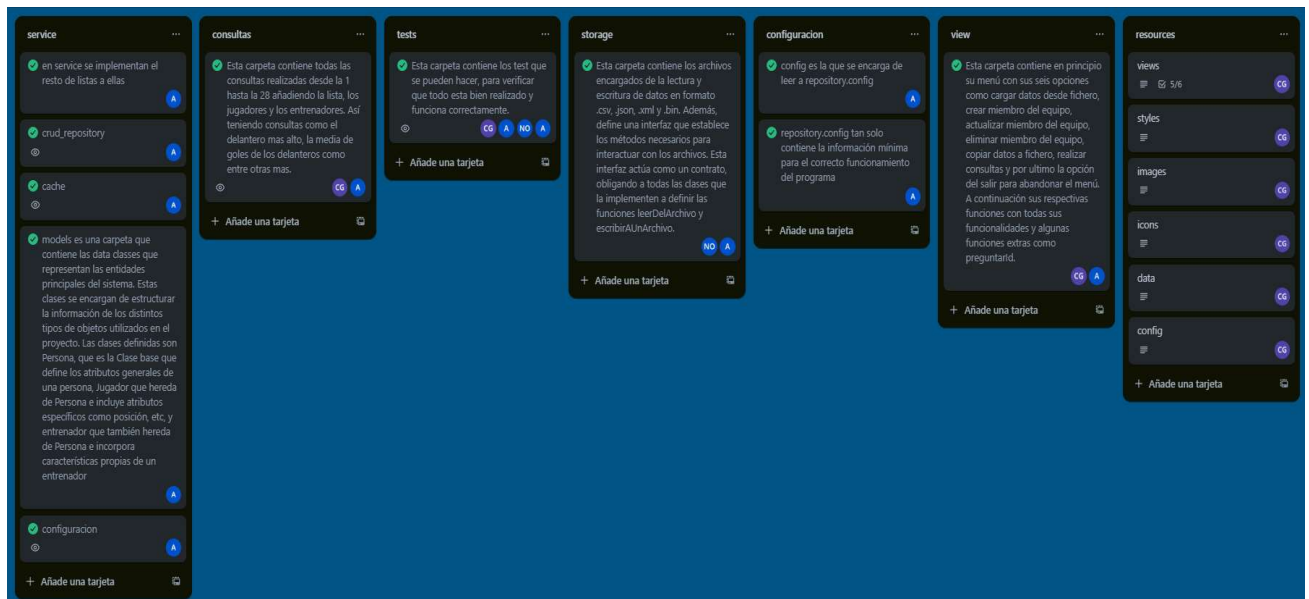 service
en service se implementan el
resto de listas a ellas
A
crud_repository
A
cache
A
models es una carpeta que
contiene las data classes que
representan las entidades
principales del sistema. Estas
clases se encargan de estructurar
la información de los distintos
tipos de objetos utilizados en el
proyecto. Las clases definidas son
Persona, que es la Clase base que
define los atributos generales de
una persona, Jugador que hereda
de Persona e incluye atributos
específicos como posición, etc, y
entrenador que también hereda
de Persona e incorpora
características propias de un
entrenador
A
configuracion
A
+ Añade una tarjeta
consultas
Esta carpeta contiene todas las
consultas realizadas desde la 1
hasta la 28 añadiendo la lista, los
jugadores y los entrenadores. Así
teniendo consultas como el
delantero mas alto, la media de
goles de los delanteros como
entre otras mas.
CG A
+ Añade una tarjeta
tests
Esta carpeta contiene los test que
se pueden hacer, para verificar
que todo esta bien realizado y
funciona correctamente.
CG A NO A
+ Añade una tarjeta
storage
Esta carpeta contiene los archivos
encargados de la lectura y
escritura de datos en formato
.csv, .json, .xml y .bin. Además,
define una interfaz que establece
los métodos necesarios para
interactuar con los archivos. Esta
interfaz actúa como un contrato,
obligando a todas las clases que
la implementen a definir las
funciones leerDelArchivo y
escribirAUnArchivo.
NO A
+ Añade una tarjeta
configuracion
config es la que se encarga de
leer a repository.config
A
repository.config tan solo
contiene la información mínima
para el correcto funcionamiento
del programa
A
+ Añade una tarjeta
view
Esta carpeta contiene en principio
su menú con sus seis opciones
como cargar datos desde fichero,
crear miembro del equipo,
actualizar miembro del equipo,
eliminar miembro del equipo,
copiar datos a fichero, realizar
consultas y por ultimo la opción
del salir para abandonar el menú.
A continuación sus respectivas
funciones con todas sus
funcionalidades y algunas
funciones extras como
preguntarId.
CG A
+ Añade una tarjeta
resources
views
5/6 CG
styles
CG
images
CG
icons
CG
data
CG
config
CG
+ Añade una tarjeta